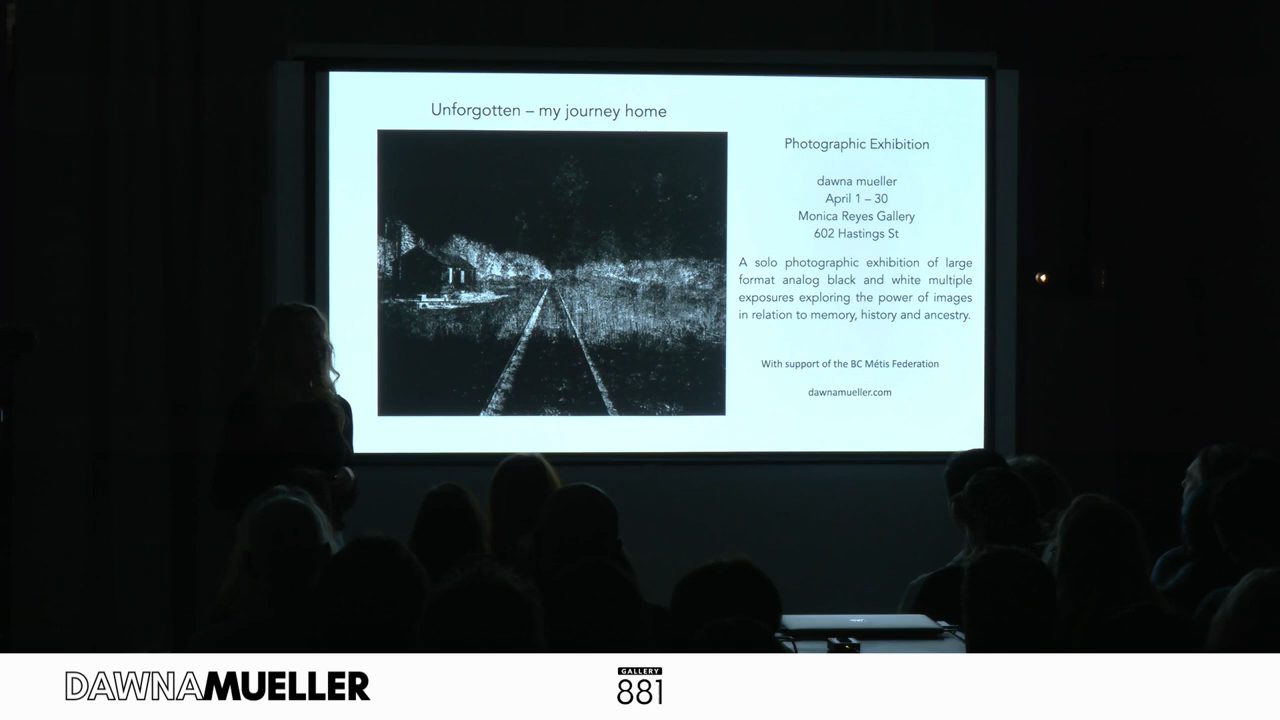 Unforgotten – my journey home
Photographic Exhibition
dawna mueller
April 1 – 30
Monica Reyes Gallery
602 Hastings St
A solo photographic exhibition of large
format analog black and white multiple
exposures exploring the power of images
in relation to memory, history and ancestry.
With support of the BC Métis Federation
dawnamueller.com
DAWNAMUELLER
GALLERY
881